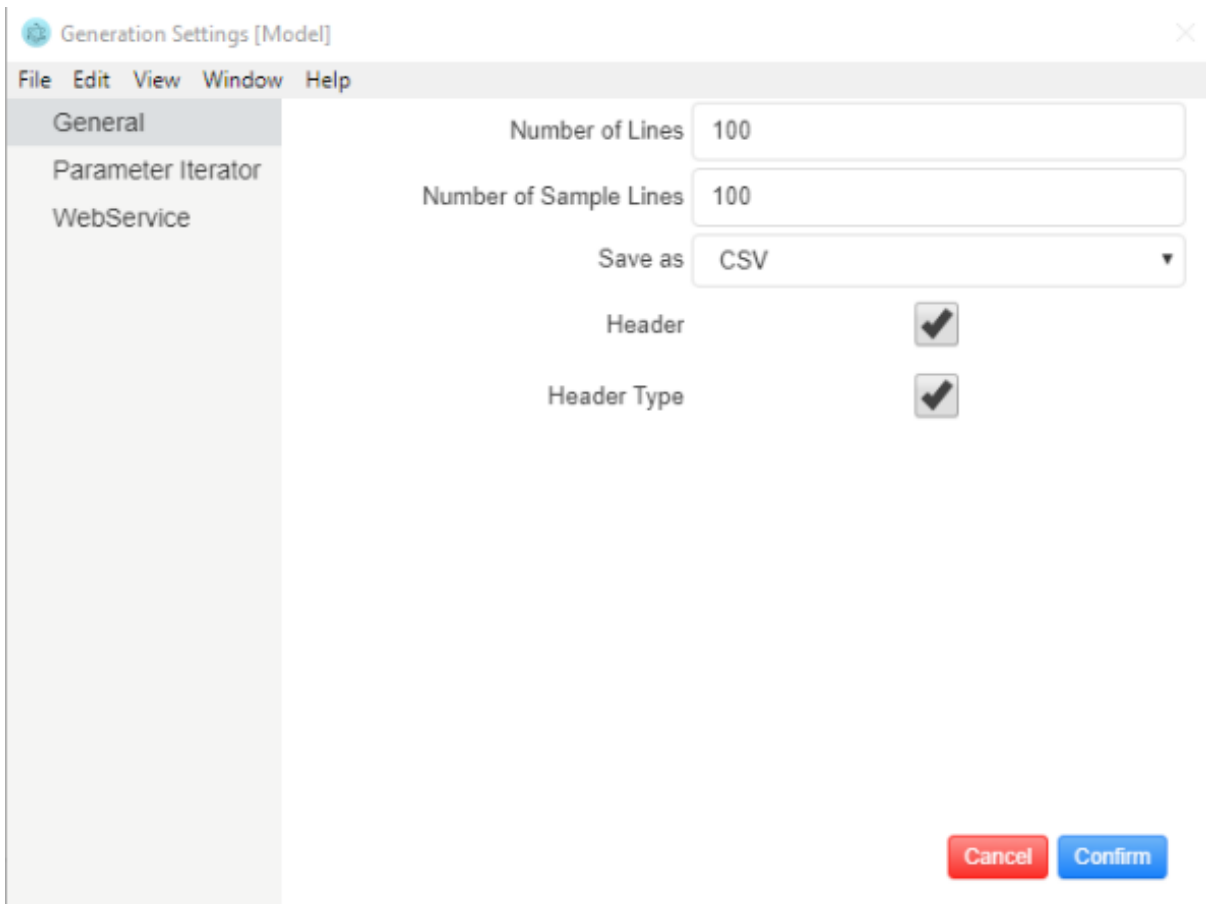 Generation Settings [Model]
File Edit View Window Help
General
Parameter Iterator
WebService
Number of Lines 100
Number of Sample Lines 100
Save as CSV
Header
Header Type
Cancel Confirm